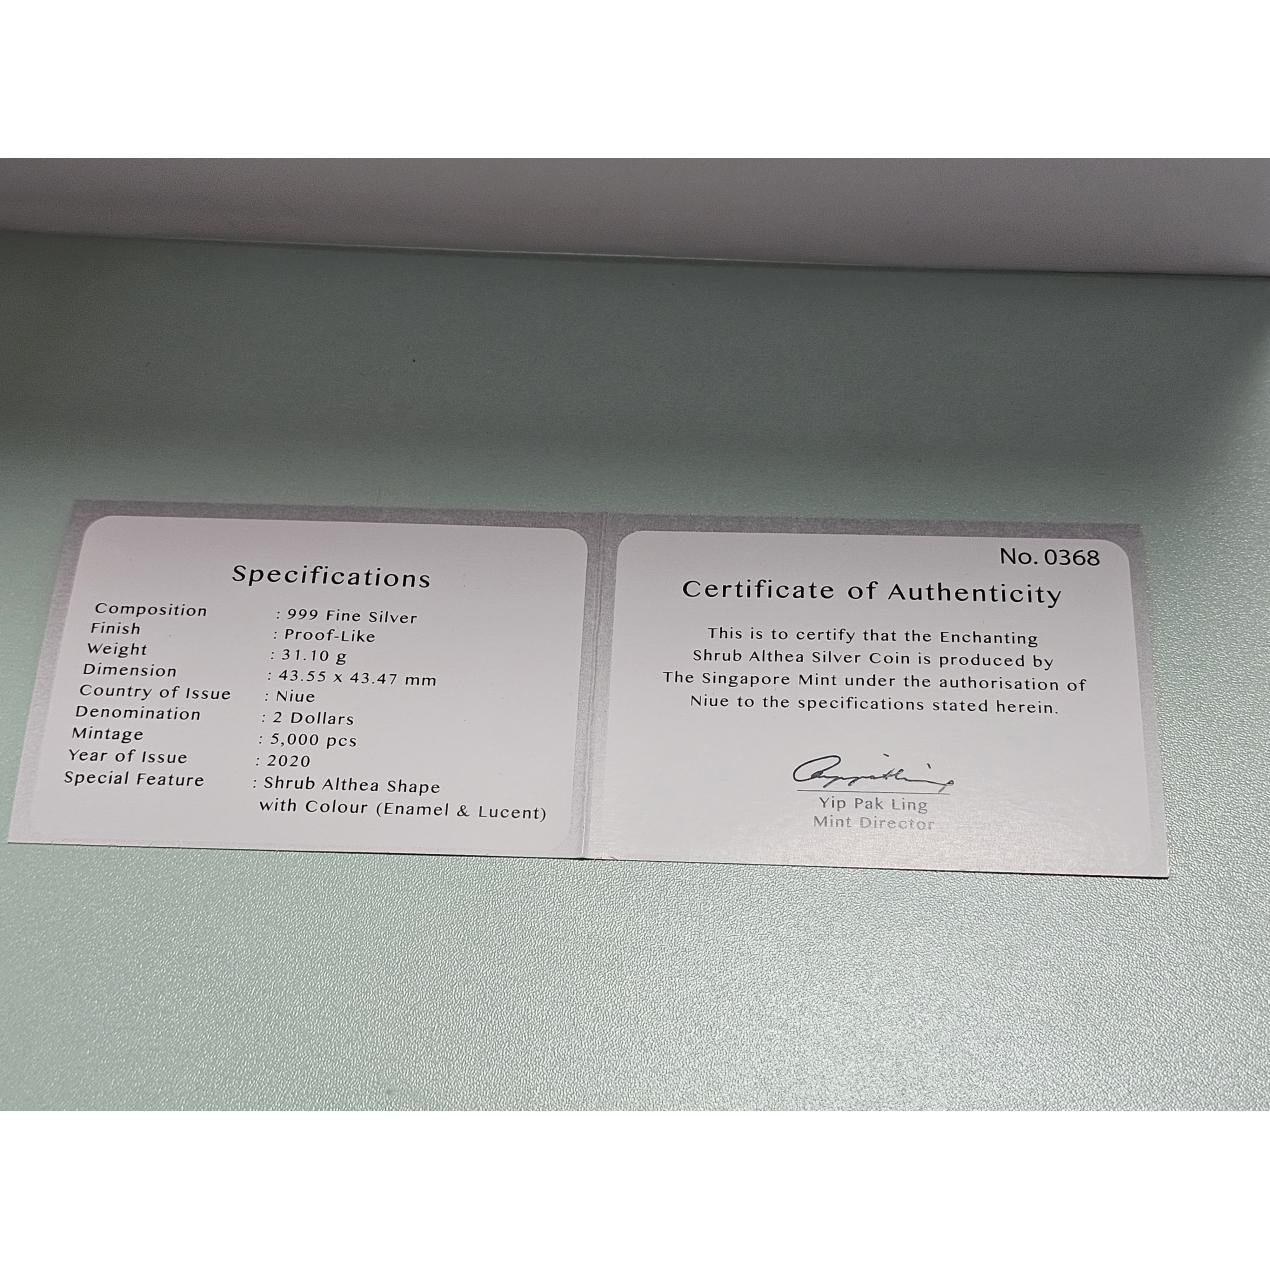 Specifications
Composition : 999 Fine Silver
Finish : Proof-Like
Weight : 31.10 g
Dimension : 43.55 x 43.47 mm
Country of Issue : Niue
Denomination : 2 Dollars
Mintage : 5,000 pcs
Year of Issue : 2020
Special Feature : Shrub Althea Shape
with Colour (Enamel & Lucent)
No. 0368
Certificate of Authenticity
This is to certify that the Enchanting
Shrub Althea Silver Coin is produced by
The Singapore Mint under the authorisation of
Niue to the specifications stated herein.
Yip Pak Ling
Mint Director